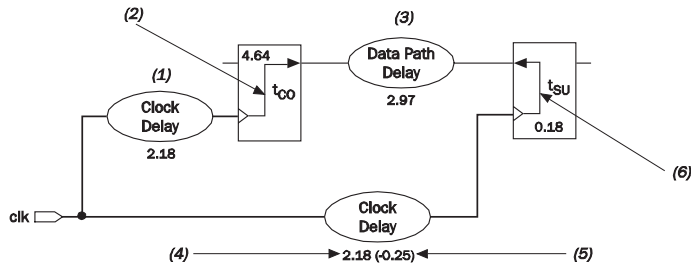 (2)
(3)
4.64
Data Path
Delay
tCO
2.97
(1)
Clock
Delay
2.18
tSU
0.18
(6)
clk
Clock
Delay
(4)
2.18 (-0.25)
(5)